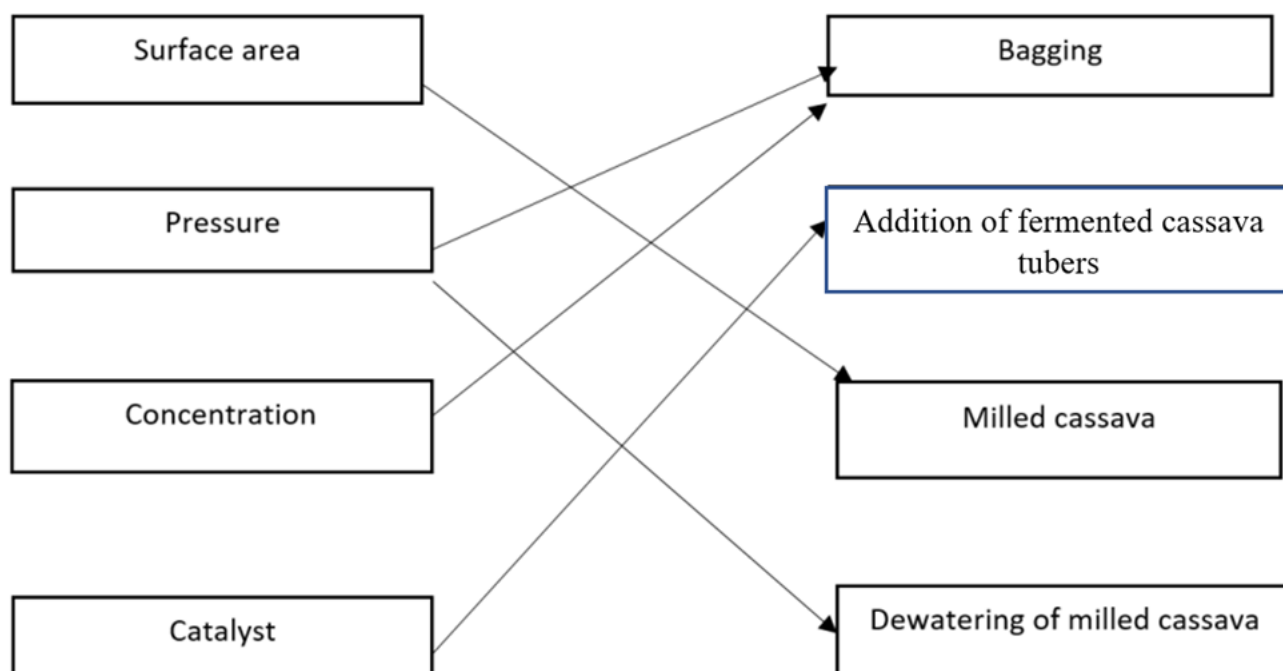 Surface area
Bagging
Pressure
Addition of fermented cassava
tubers
Concentration
Milled cassava
Catalyst
Dewatering of milled cassava